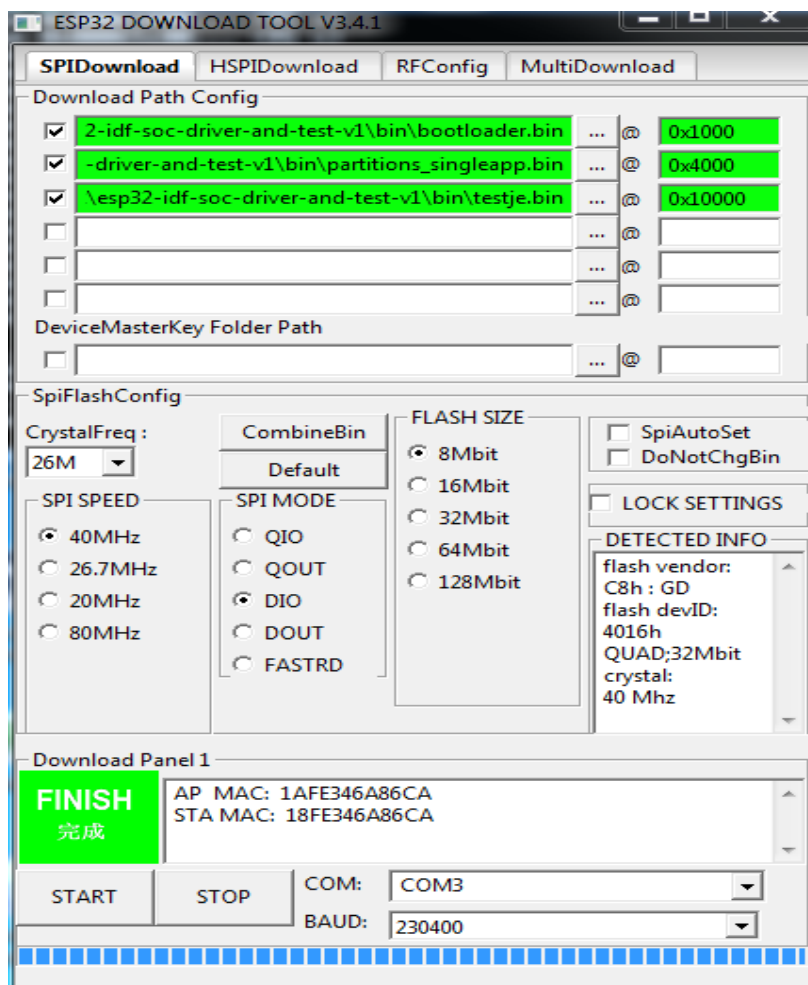 ESP32 DOWNLOAD TOOL V3.4.1
SPIDownload HSPIDownload RFConfig MultiDownload
Download Path Config
2-idf-soc-driver-and-test-v1\bin\bootloader.bin ... @ 0x1000
-driver-and-test-v1\bin\partitions_singleapp.bin ... @ 0x4000
\esp32-idf-soc-driver-and-test-v1\bin\testje.bin ... @ 0x10000
... @
... @
... @
DeviceMasterKey Folder Path
... @
SpiFlashConfig
CrystalFreq :
26M
CombineBin
Default
SPI SPEED
40MHz
26.7MHz
20MHz
80MHz
SPI MODE
QIO
QOUT
DIO
DOUT
FASTRD
FLASH SIZE
8Mbit
16Mbit
32Mbit
64Mbit
128Mbit
SpiAutoSet
DoNotChgBin
LOCK SETTINGS
DETECTED INFO
flash vendor:
C8h : GD
flash devID:
4016h
QUAD;32Mbit
crystal:
40 Mhz
Download Panel 1
FINISH
完成
AP MAC: 1AFE346A86CA
STA MAC: 18FE346A86CA
START
STOP
COM: COM3
BAUD: 230400